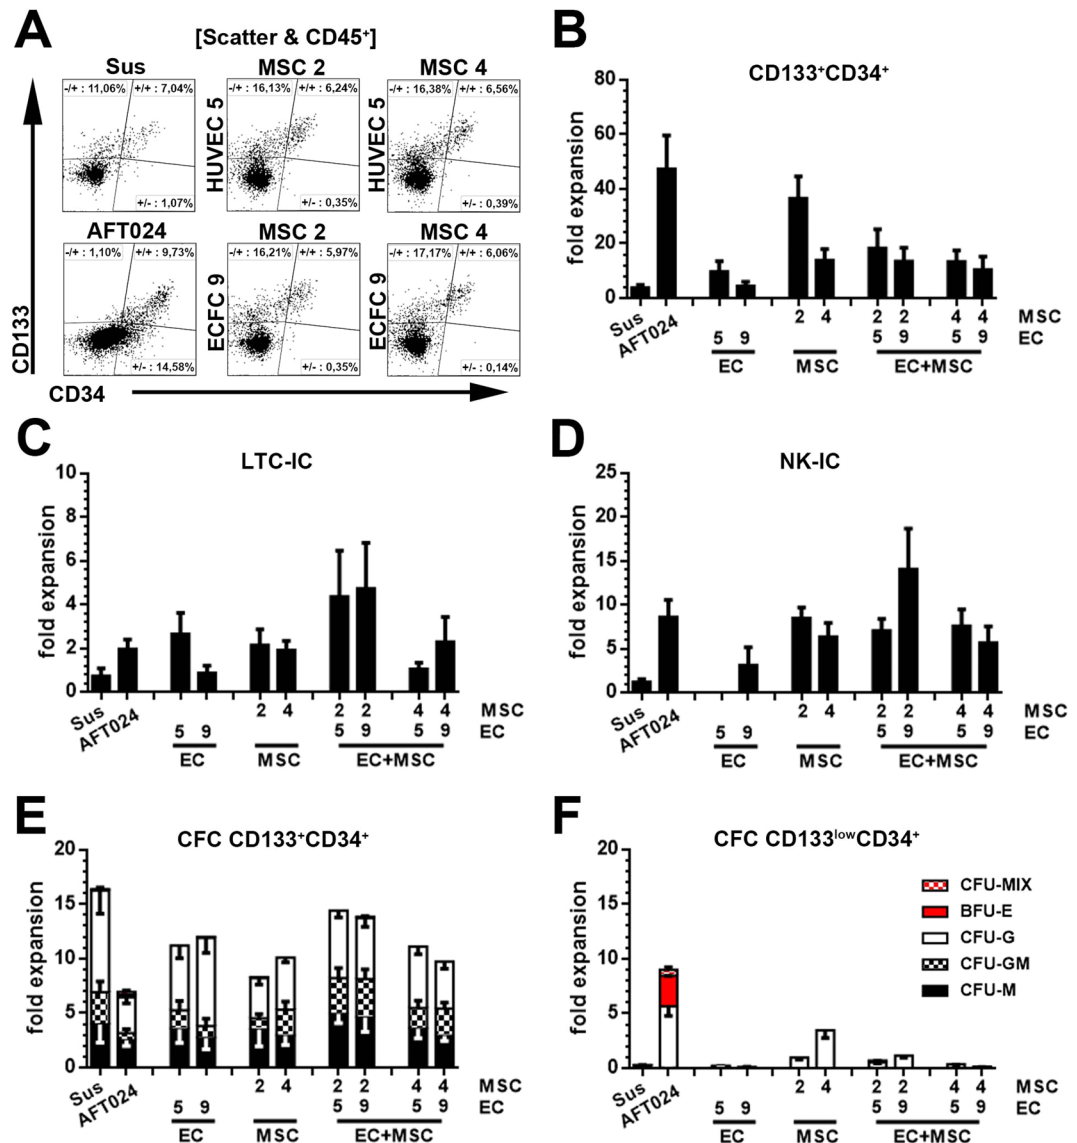 A
[Scatter & CD45⁺]
Sus
MSC 2
MSC 4
-/+ : 11,06%
+/+ : 7,04%
+/- : 1,07%
HUVEC 5
-/+ : 16,13%
+/+ : 6,24%
+/- : 0,35%
HUVEC 5
-/+ : 16,38%
+/+ : 6,56%
+/- : 0,39%
AFT024
MSC 2
MSC 4
-/+ : 1,10%
+/+ : 9,73%
+/- : 14,58%
ECFC 9
-/+ : 16,21%
+/+ : 5,97%
+/- : 0,35%
ECFC 9
-/+ : 17,17%
+/+ : 6,06%
+/- : 0,14%
CD133
CD34
B
CD133⁺CD34⁺
fold expansion
80
60
40
20
0
Sus
AFT024
2 4 2 2 4 4 MSC
5 9 5 9 5 9 EC
EC
MSC
EC+MSC
C
LTC-IC
fold expansion
10
8
6
4
2
0
Sus
AFT024
2 4 2 2 4 4 MSC
5 9 5 9 5 9 EC
EC
MSC
EC+MSC
D
NK-IC
fold expansion
25
20
15
10
5
0
Sus
AFT024
2 4 2 2 4 4 MSC
5 9 5 9 5 9 EC
EC
MSC
EC+MSC
E
CFC CD133⁺CD34⁺
fold expansion
20
15
10
5
0
Sus
AFT024
2 4 2 2 4 4 MSC
5 9 5 9 5 9 EC
EC
MSC
EC+MSC
F
CFC CD133ˡᵒʷCD34⁺
fold expansion
20
15
10
5
0
CFU-MIX
BFU-E
CFU-G
CFU-GM
CFU-M
Sus
AFT024
2 4 2 2 4 4 MSC
5 9 5 9 5 9 EC
EC
MSC
EC+MSC